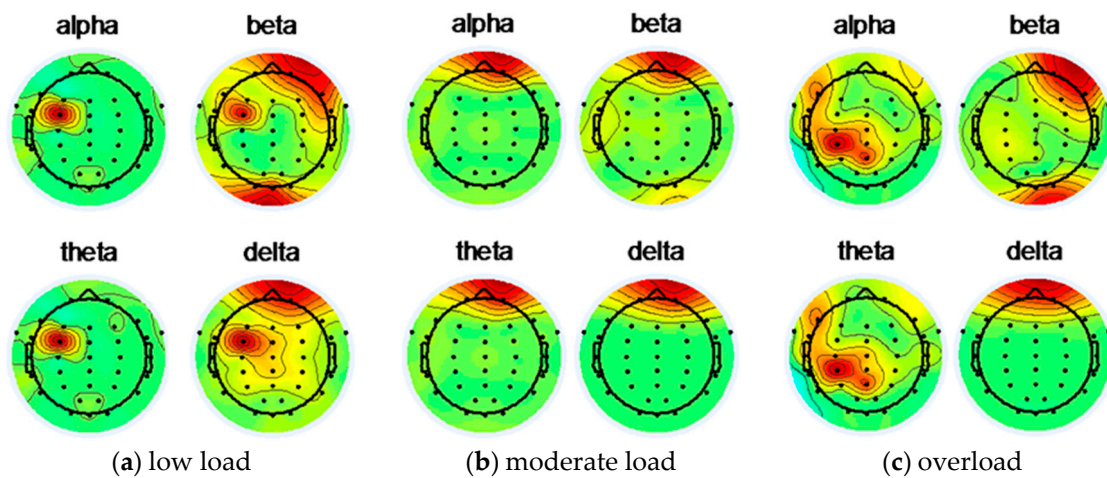 alpha beta alpha beta alpha beta
theta delta theta delta theta delta
(a) low load (b) moderate load (c) overload